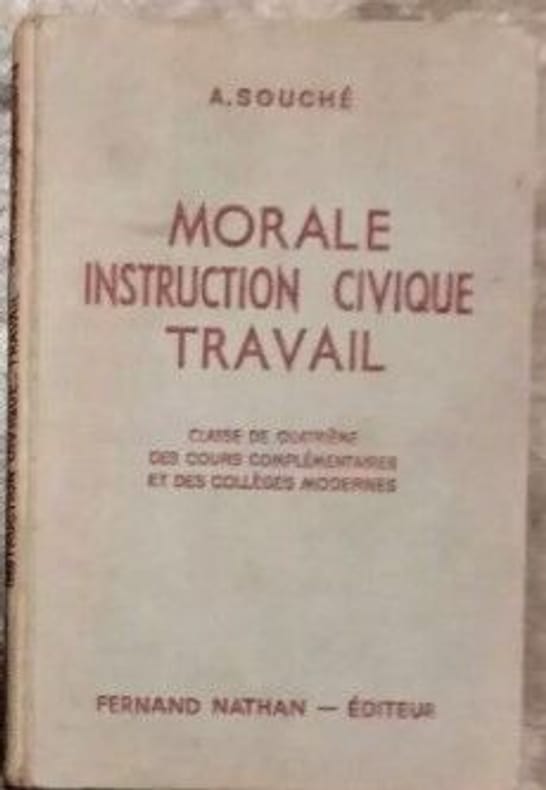 A. SOUCHÉ
MORALE
INSTRUCTION CIVIQUE
TRAVAIL
CLASSE DE QUATRIÈME
DES COURS COMPLÉMENTAIRES
ET DES COLLÈGES MODERNES
FERNAND NATHAN — ÉDITEUR